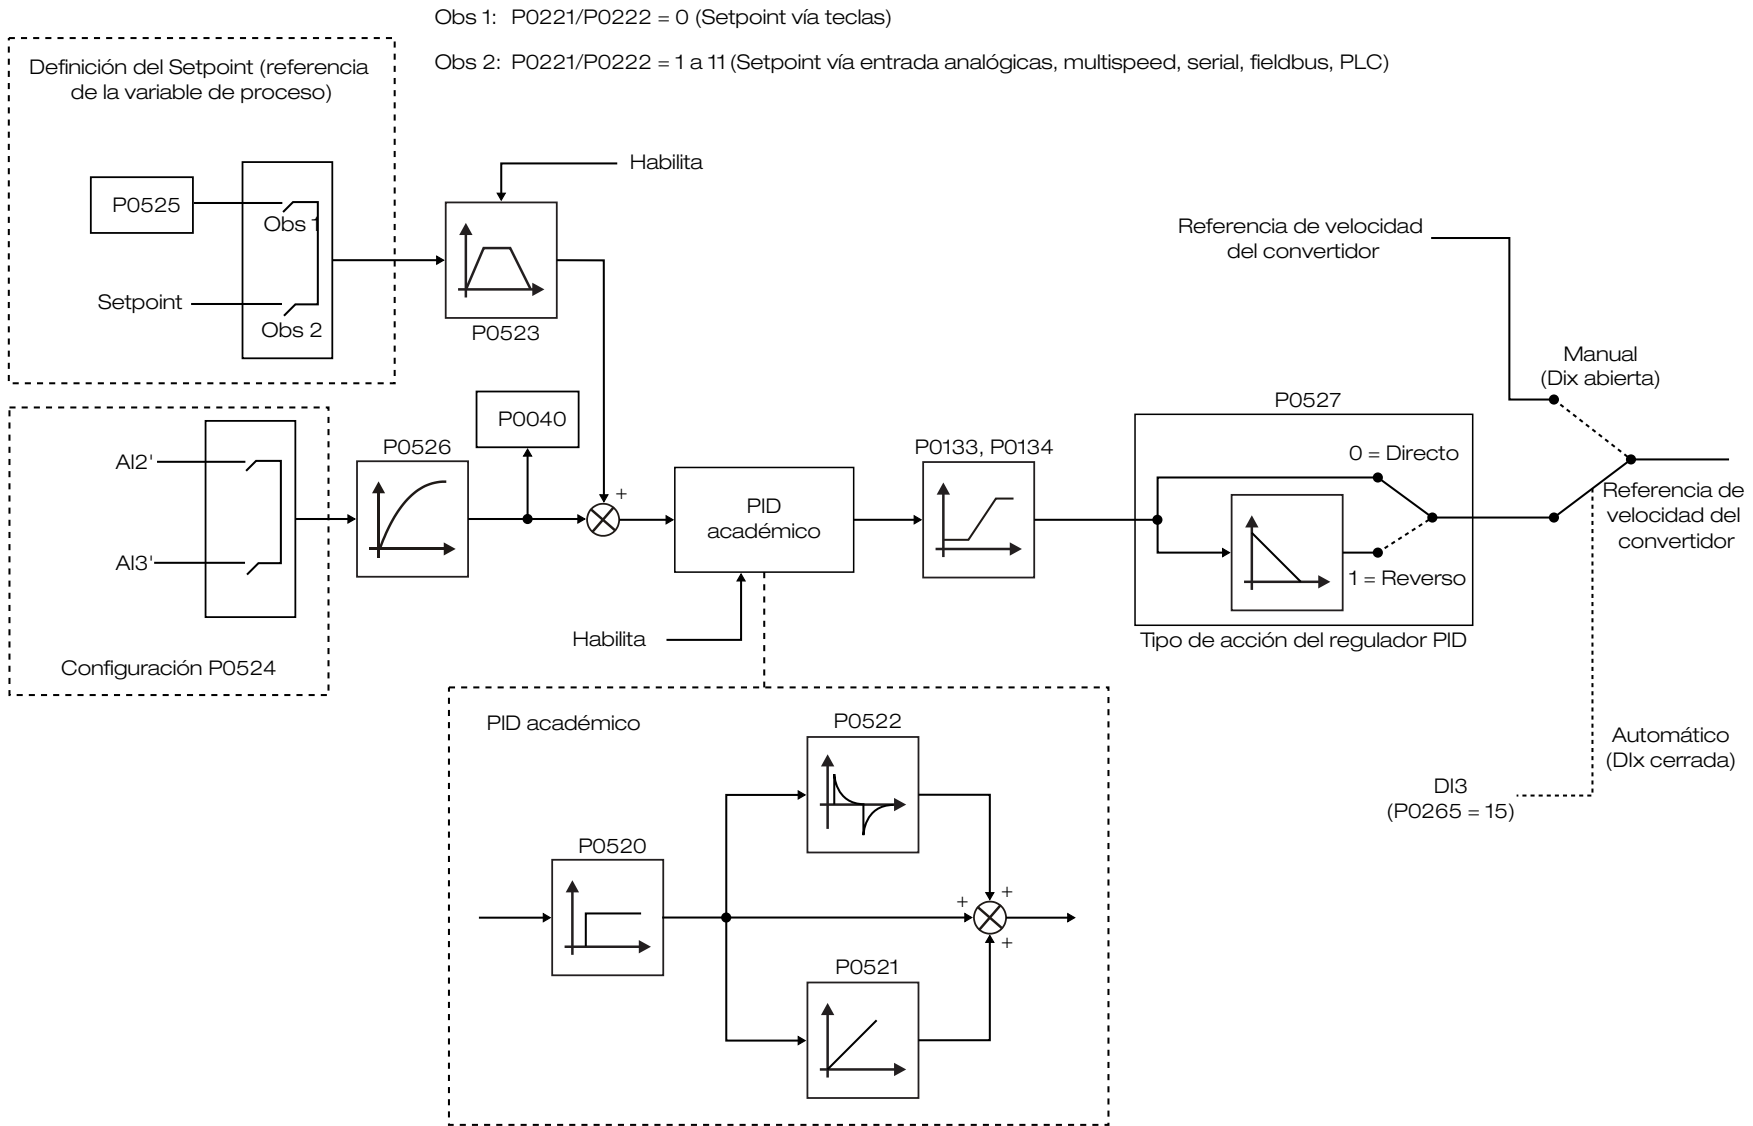 Obs 1: P0221/P0222 = 0 (Setpoint vía teclas)
Obs 2: P0221/P0222 = 1 a 11 (Setpoint vía entrada analógicas, multispeed, serial, fieldbus, PLC)
Definición del Setpoint (referencia
de la variable de proceso)
P0525
Obs 1
Setpoint
Obs 2
Habilita
P0523
Referencia de velocidad
del convertidor
Manual
(Dix abierta)
AI2'
AI3'
Configuración P0524
P0526
P0040
+
PID
académico
Habilita
P0133, P0134
P0527
0 = Directo
1 = Reverso
Tipo de acción del regulador PID
Referencia de
velocidad del
convertidor
Automático
(DIx cerrada)
DI3
(P0265 = 15)
PID académico
P0522
P0520
+
+
+
P0521